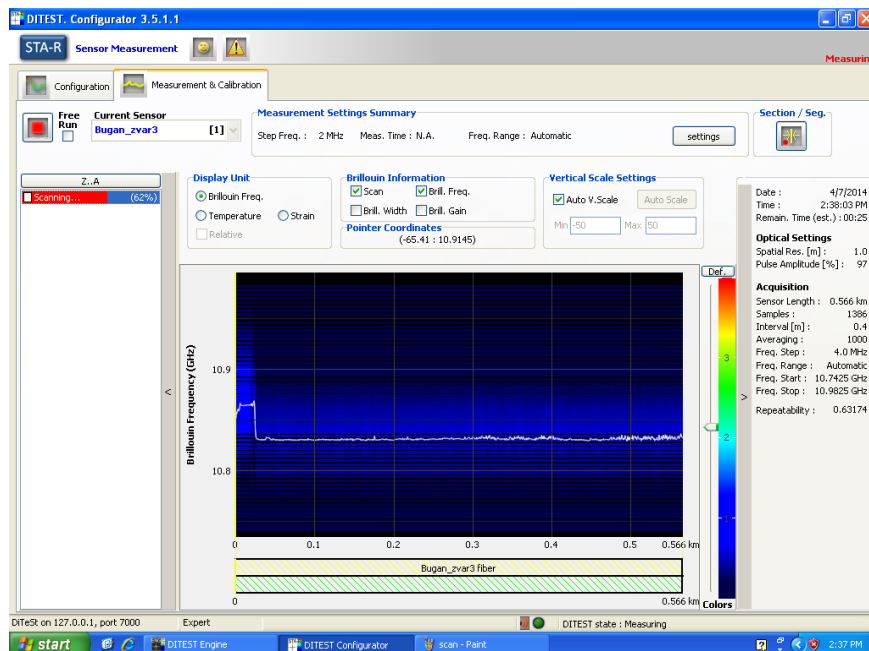 DITEST. Configurator 3.5.1.1
STA-R Sensor Measurement
Measurin
Configuration
Measurement & Calibration
Free Run
Current Sensor
Bugan_zvar3 [1]
Measurement Settings Summary
Step Freq. : 2 MHz Meas. Time : N.A. Freq. Range : Automatic
settings
Section / Seg.
Z..A
Scanning... (62%)
Display Unit
Brillouin Freq.
Temperature Strain
Relative
Brillouin Information
Scan Brill. Freq.
Brill. Width Brill. Gain
Pointer Coordinates
(-65.41 : 10.9145)
Vertical Scale Settings
Auto V.Scale Auto Scale
Min -50 Max 50
Date : 4/7/2014
Time : 2:38:03 PM
Remain. Time (est.) : 00:25
Optical Settings
Spatial Res. [m] : 1.0
Pulse Amplitude [%] : 97
Acquisition
Sensor Length : 0.566 km
Samples : 1386
Interval [m] : 0.4
Averaging : 1000
Freq. Step : 4.0 MHz
Freq. Range : Automatic
Freq. Start : 10.7425 GHz
Freq. Stop : 10.9825 GHz
Repeatability : 0.63174
<
>
Def.
3
2
1
Colors
Brillouin Frequency (GHz)
10.9
10.8
0 0.1 0.2 0.3 0.4 0.5 0.566 km
Bugan_zvar3 fiber
0 0.566 km
DiTeSt on 127.0.0.1, port 7000 Expert DITEST state : Measuring
start DITEST Engine DITEST Configurator scan - Paint 2:37 PM